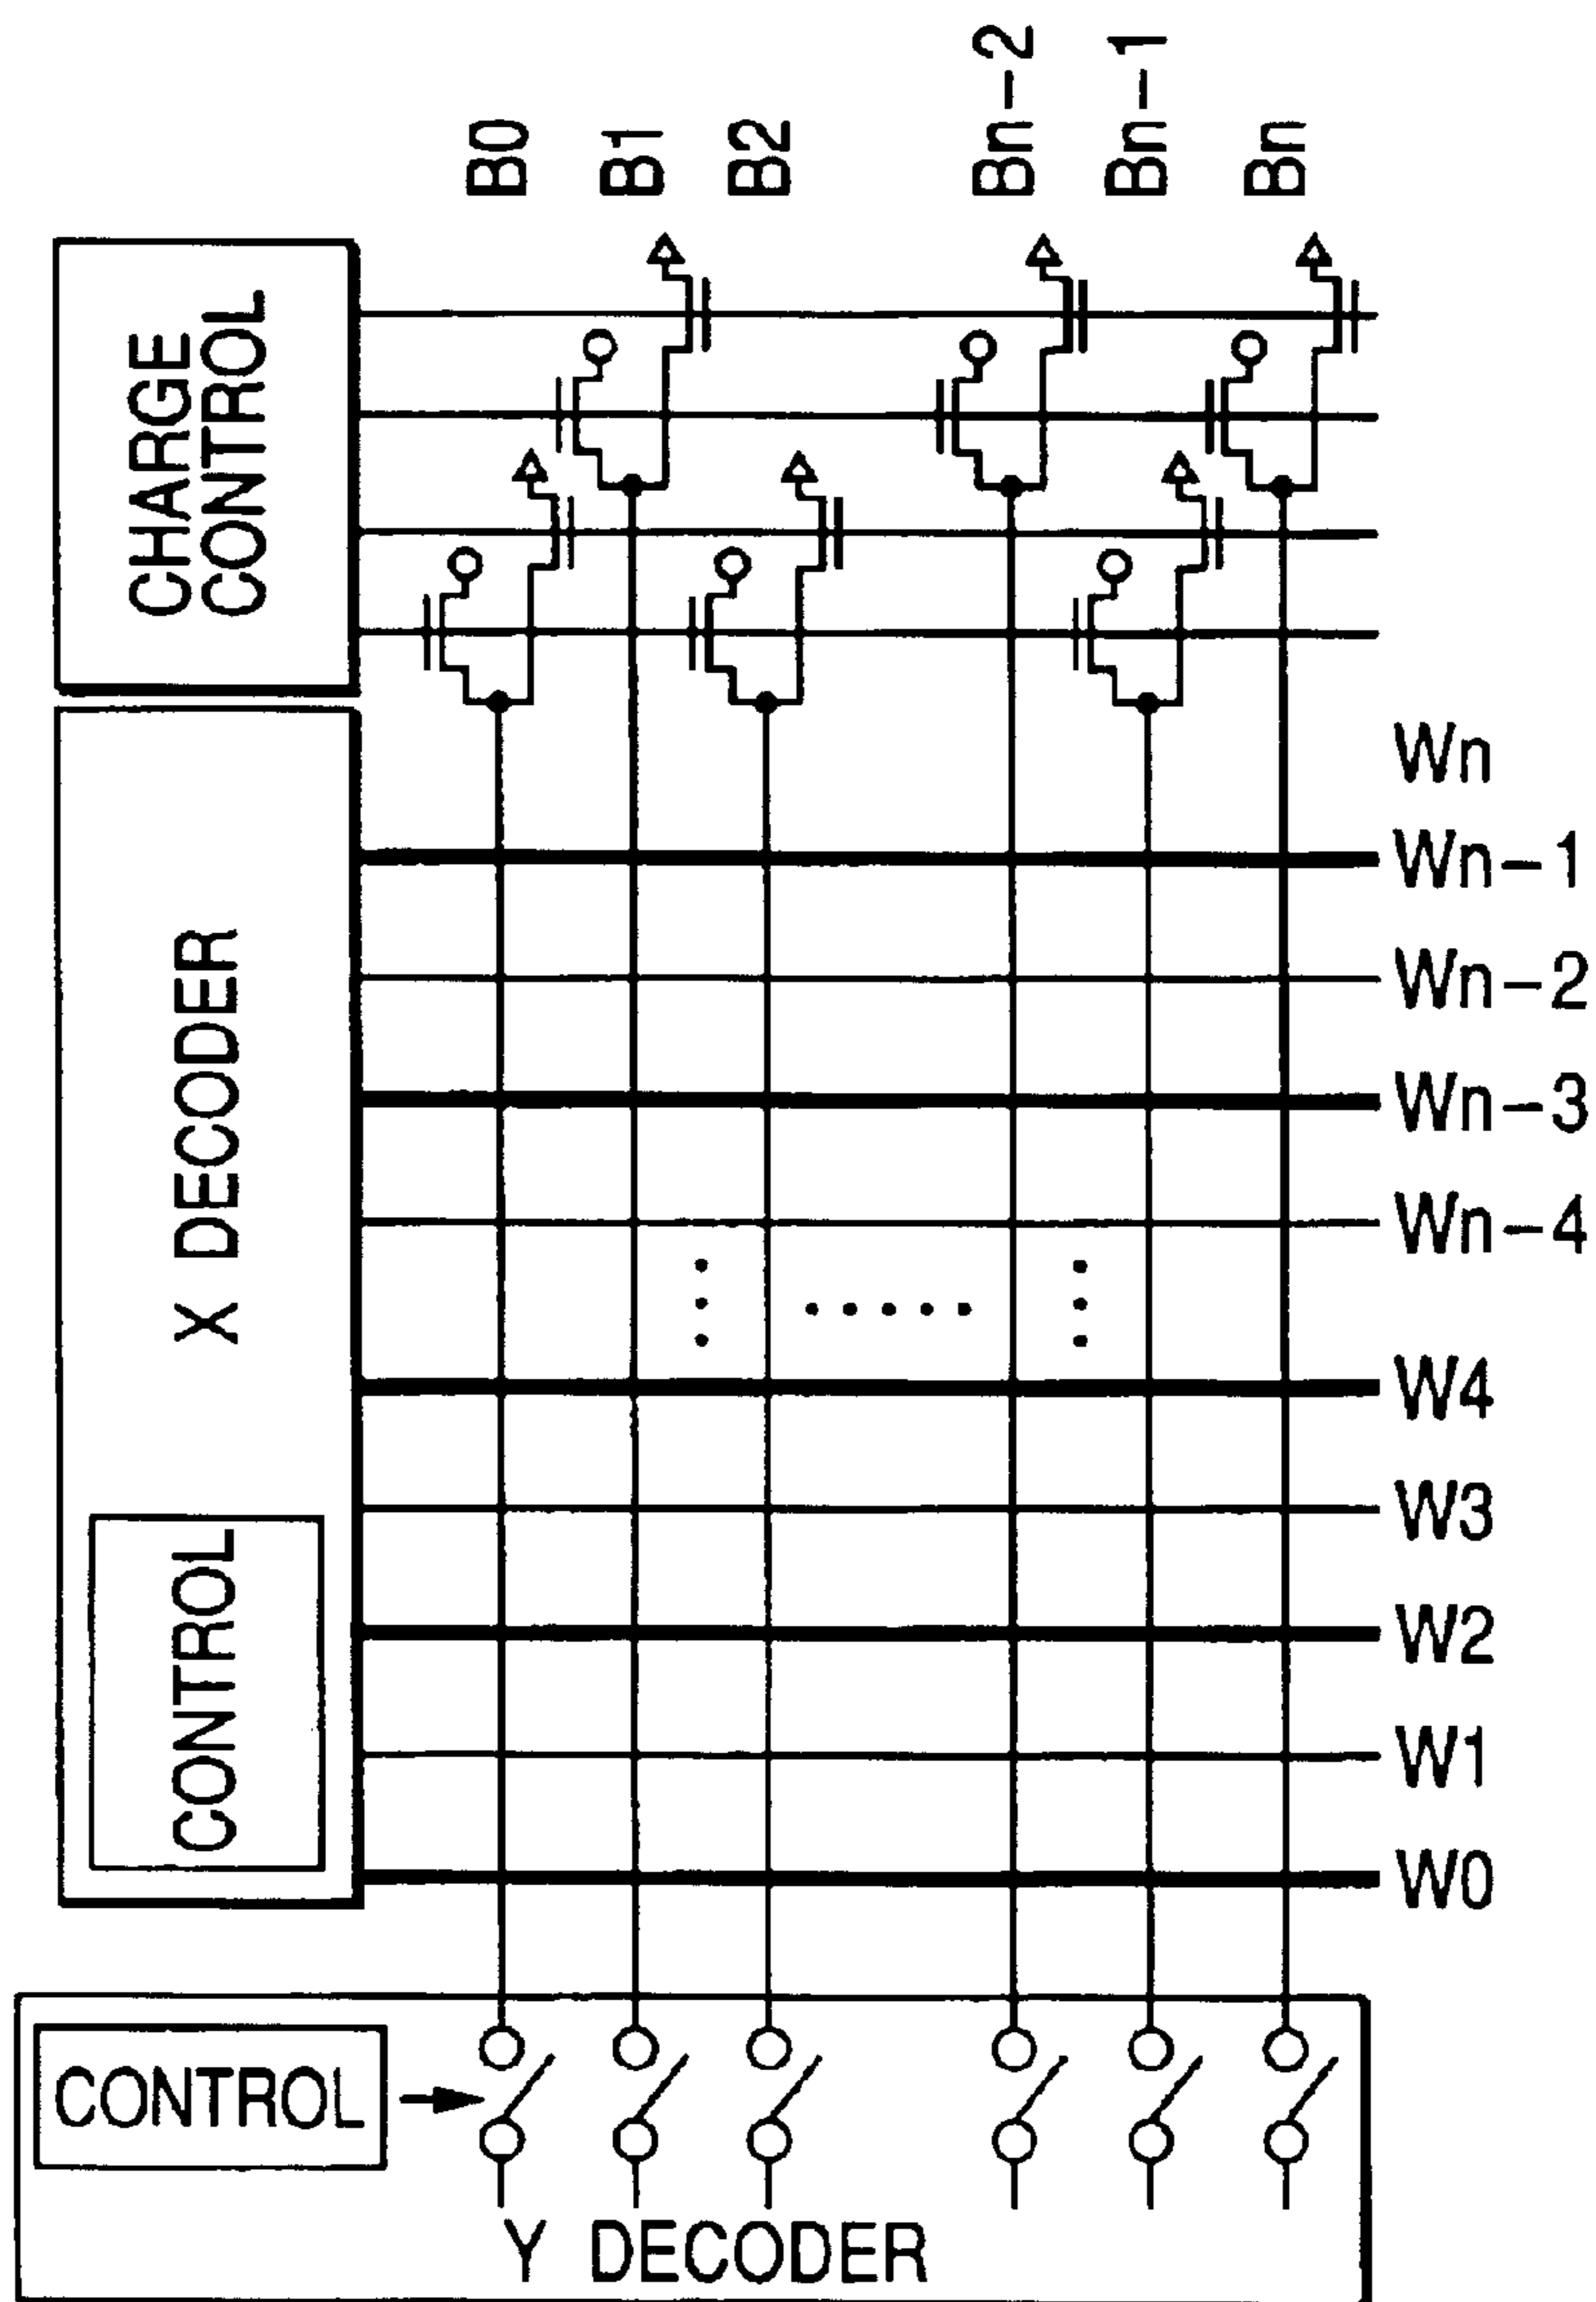 B0
B1
B2
Bn-2
Bn-1
Bn
CHARGE
CONTROL
Wn
Wn-1
Wn-2
Wn-3
Wn-4
X DECODER
W4
W3
W2
W1
W0
CONTROL
CONTROL
Y DECODER